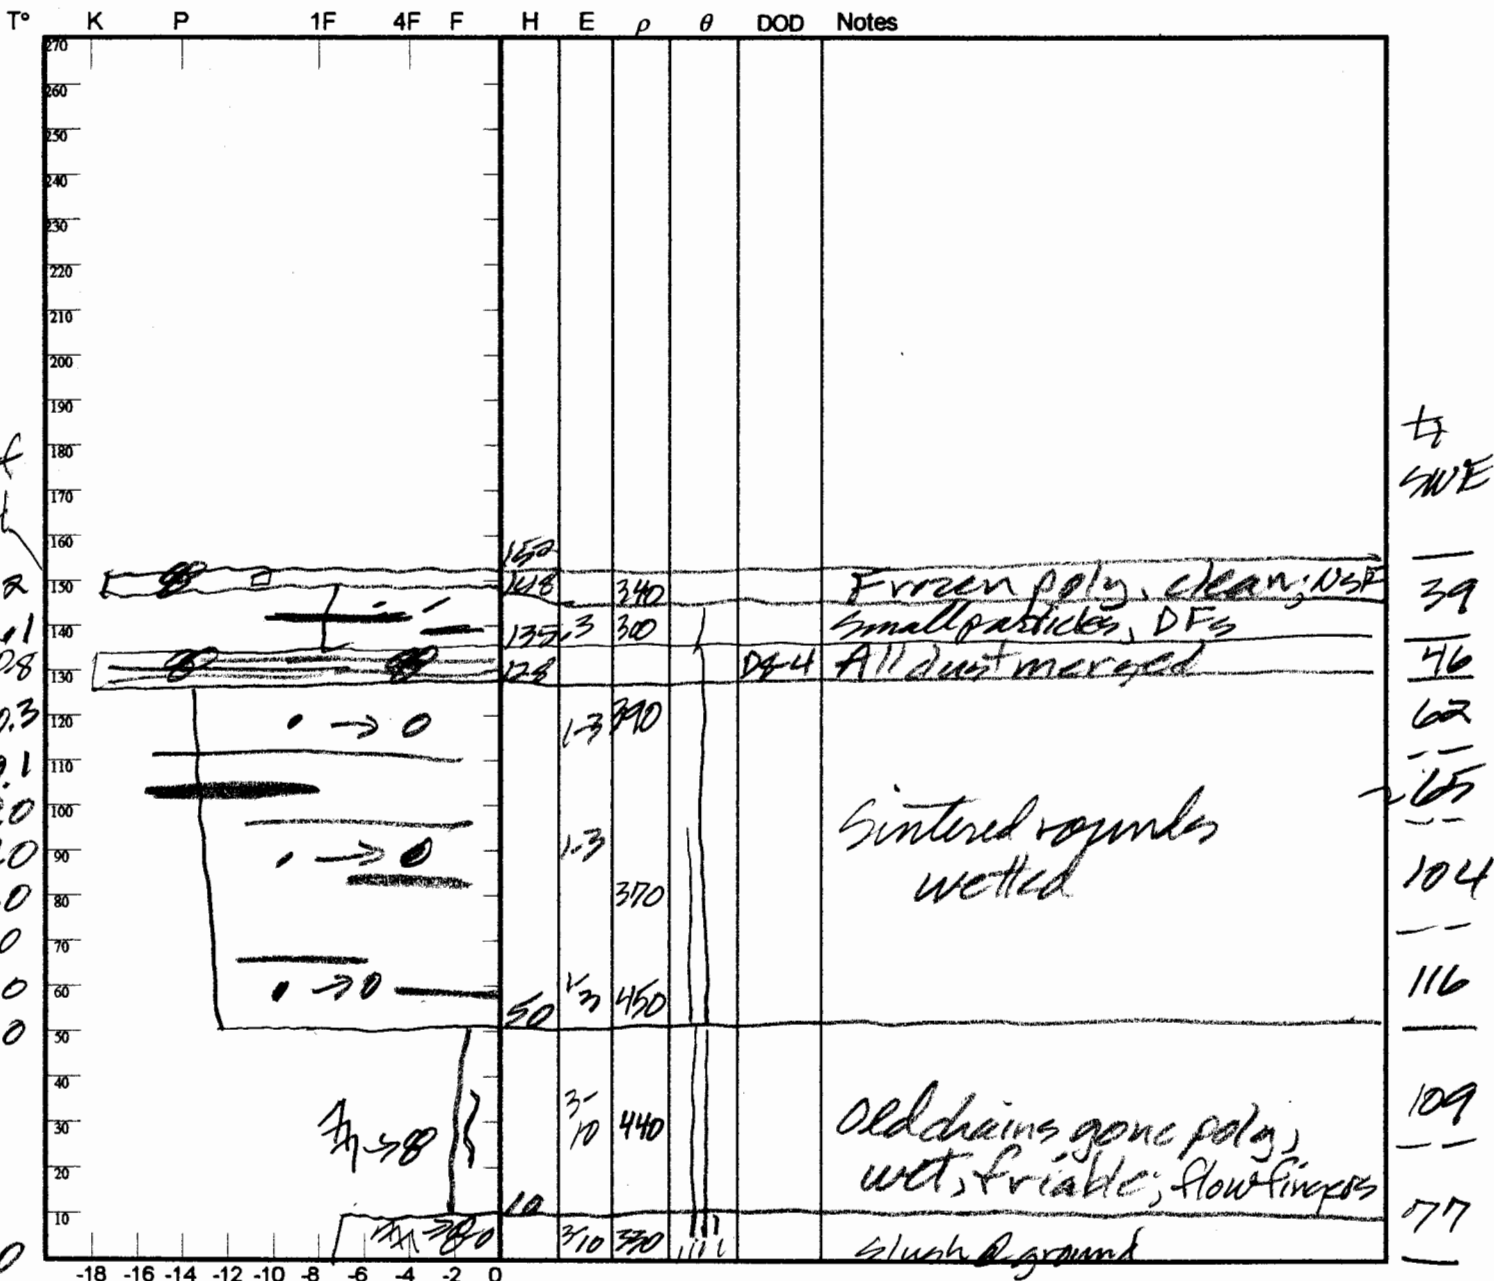 T° K P 1F 4F F H E ρ θ DOD Notes
270
260
250
240
230
220
210
200
190
180
170
SWE
160
152
150 148 340 Frozen poly, clean; NSF 39
140 135 .3 300 Small particles, DFs
130 128 D4-4 All dust merged 46
120 → 1-3 390 62
110
100 65
Sintered rounds
90 → 1-3
wetted
80 370 104
70
60 → 1-3 450 116
50 50
40
30 → 3-10 440 Old chains gone poly, 109
20 wet, friable; flow fingers
10 10 77
→ 3/10 330 Slush @ ground
-18 -16 -14 -12 -10 -8 -6 -4 -2 0